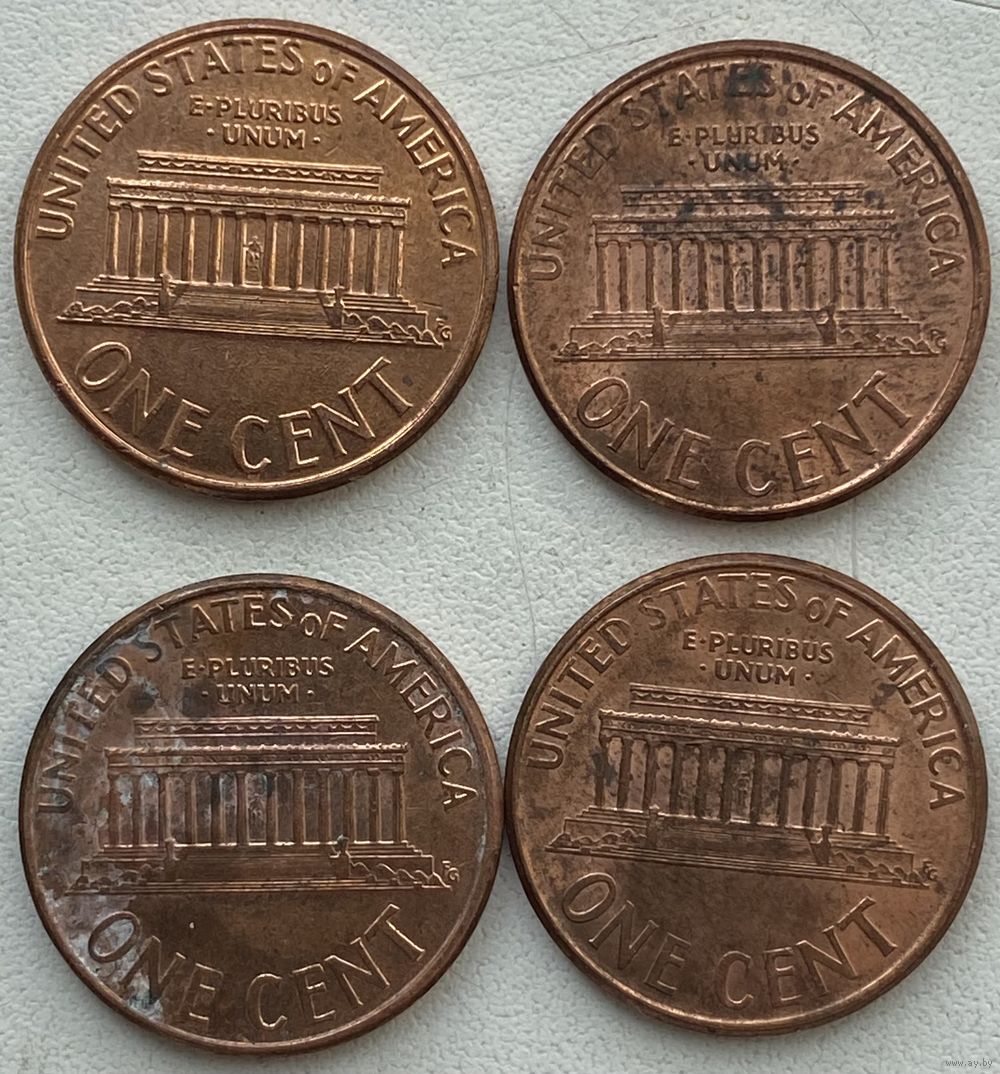 UNITED STATES OF AMERICA
E·PLURIBUS
·UNUM·
FG
ONE CENT
UNITED STATES OF AMERICA
E·PLURIBUS
·UNUM·
ONE CENT
UNITED STATES OF AMERICA
E·PLURIBUS
·UNUM·
FG
ONE CENT
UNITED STATES OF AMERICA
E·PLURIBUS
·UNUM·
FG
ONE CENT
www.ay.by